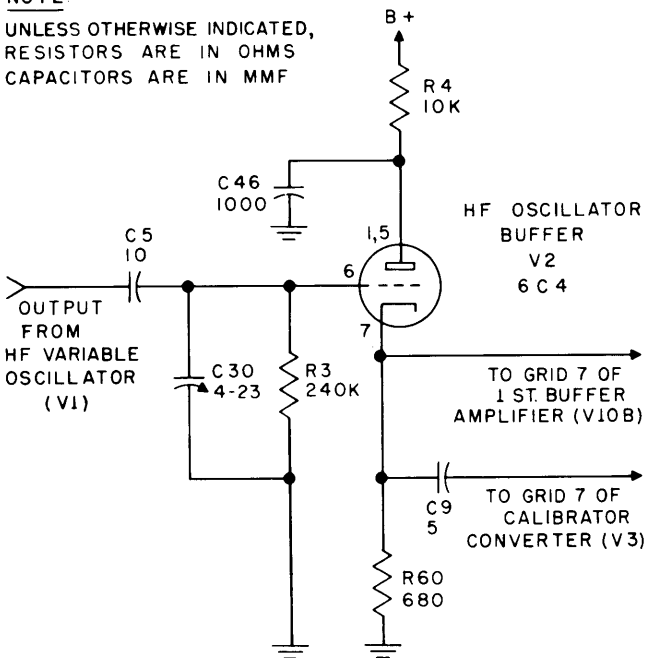 NOTE
UNLESS OTHERWISE INDICATED,
RESISTORS ARE IN OHMS
CAPACITORS ARE IN MMF
B+
R4
10K
C46
1000
HF OSCILLATOR
BUFFER
V2
6C4
1,5
6
7
C5
10
OUTPUT
FROM
HF VARIABLE
OSCILLATOR
(V1)
C30
4-23
R3
240K
TO GRID 7 OF
1 ST. BUFFER
AMPLIFIER (V10B)
C9
5
TO GRID 7 OF
CALIBRATOR
CONVERTER (V3)
R60
680